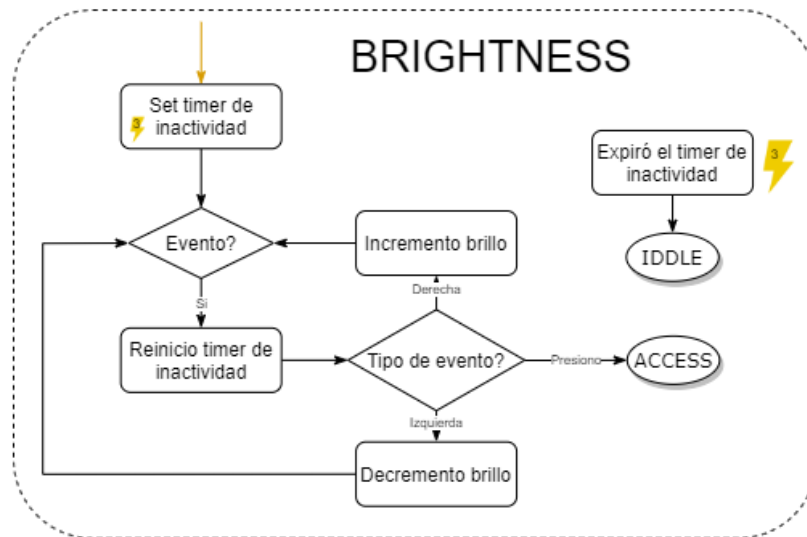 BRIGHTNESS
Set timer de
3
inactividad
Expiró el timer de
inactividad
3
Evento?
Incremento brillo
IDDLE
Si
Derecha
Reinicio timer de
inactividad
Tipo de evento?
Presiono
ACCESS
Izquierda
Decremento brillo